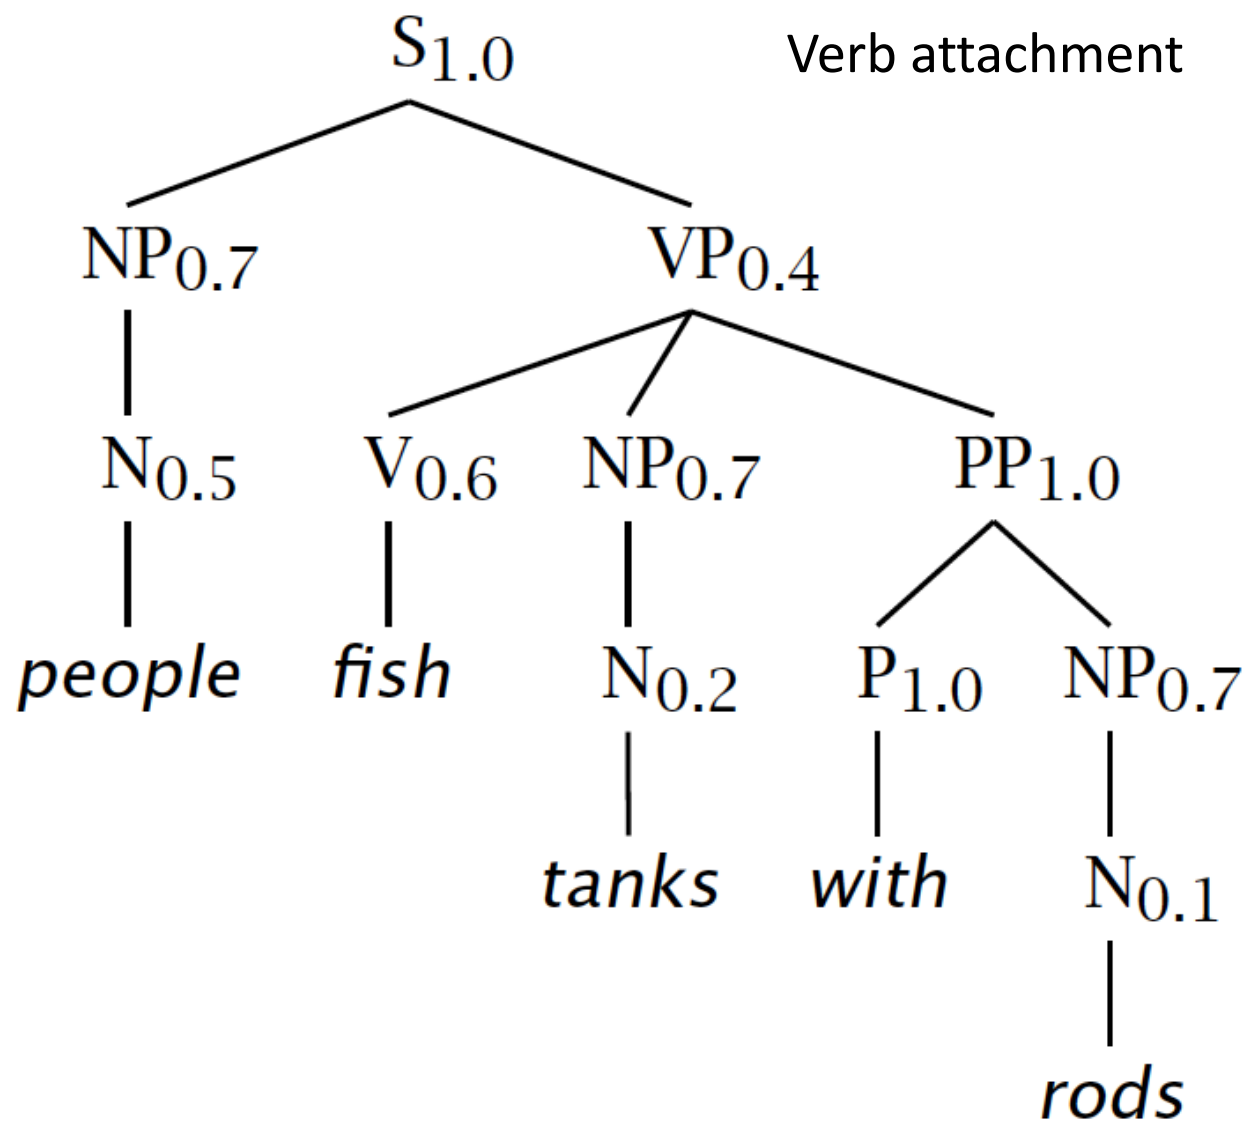 S1.0 Verb attachment
NP0.7 VP0.4
N0.5 V0.6 NP0.7 PP1.0
people fish N0.2 P1.0 NP0.7
tanks with N0.1
rods